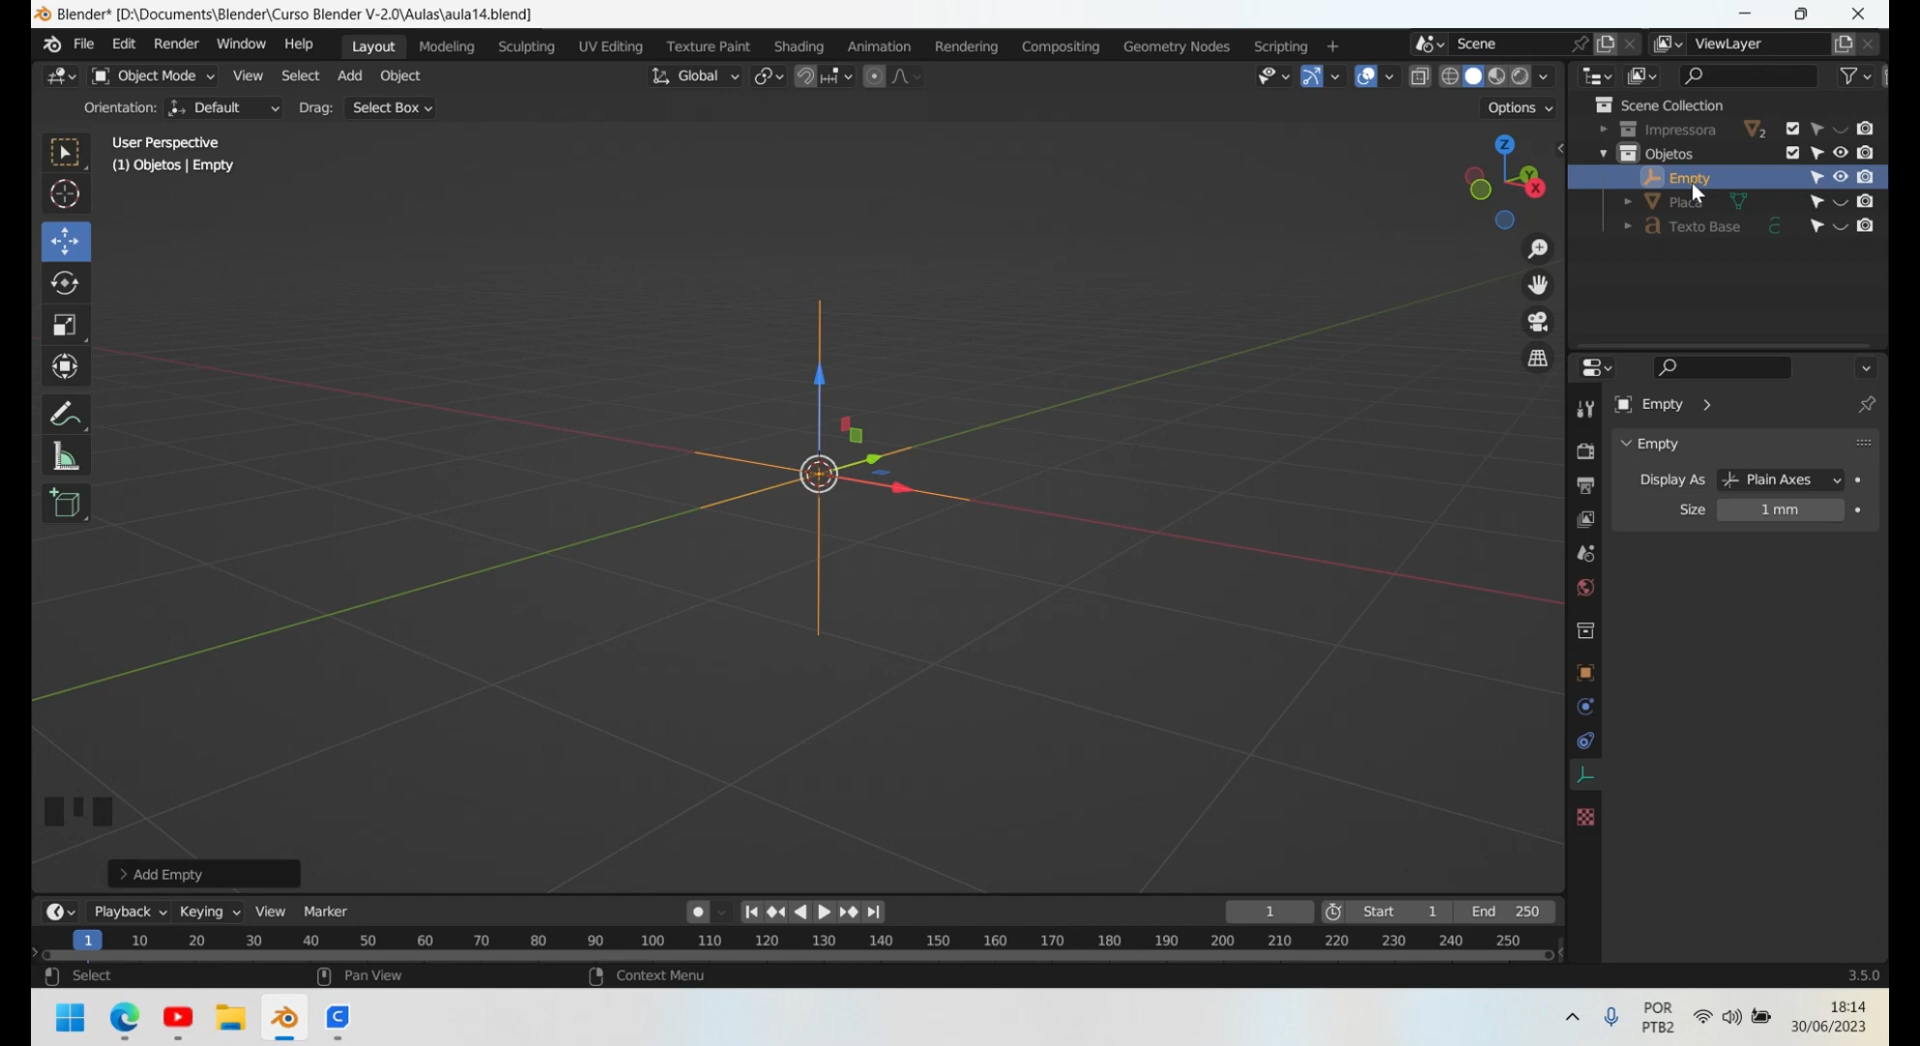 Blender* [D:\Documents\Blender\Curso Blender V-2.0\Aulas\aula14.blend]
File Edit Render Window Help Layout Modeling Sculpting UV Editing Texture Paint Shading Animation Rendering Compositing Geometry Nodes Scripting + Scene ViewLayer
Object Mode View Select Add Object Global
Orientation: Default Drag: Select Box Options
User Perspective
(1) Objetos | Empty
Z
Y
X
Scene Collection
Impressora 2
Objetos
Empty
Placa
Texto Base
Empty
Empty
Display As Plain Axes
Size 1 mm
Add Empty
Playback Keying View Marker 1 Start 1 End 250
1 10 20 30 40 50 60 70 80 90 100 110 120 130 140 150 160 170 180 190 200 210 220 230 240 250
Select Pan View Context Menu 3.5.0
POR
PTB2
18:14
30/06/2023